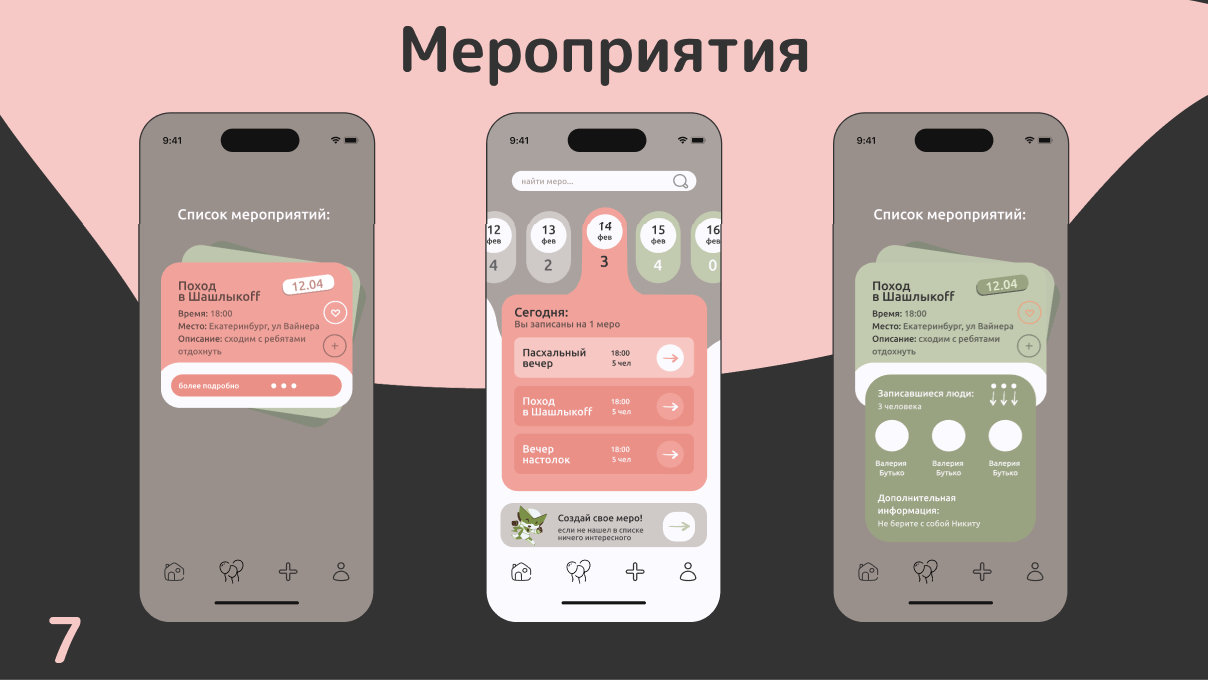 Мероприятия
9:41
Список мероприятий:
Поход
в Шашлыкоff
12.04
Время: 18:00
Место: Екатеринбург, ул Вайнера
Описание: сходим с ребятами
отдохнуть
более подробно
9:41
найти меро...
12
фев
4
13
фев
2
14
фев
3
15
фев
4
16
фев
0
Сегодня:
Вы записаны на 1 меро
Пасхальный
вечер
18:00
5 чел
Поход
в Шашлыкоff
18:00
5 чел
Вечер
настолок
18:00
5 чел
Создай свое меро!
если не нашел в списке
ничего интересного
9:41
Список мероприятий:
Поход
в Шашлыкоff
12.04
Время: 18:00
Место: Екатеринбург, ул Вайнера
Описание: сходим с ребятами
отдохнуть
Записавшиеся люди:
3 человека
Валерия
Бутько
Валерия
Бутько
Валерия
Бутько
Дополнительная
информация:
Не берите с собой Никиту
7